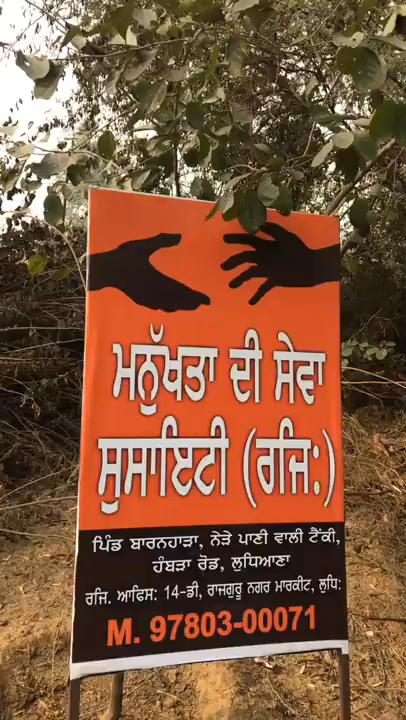 ਮਨੁੱਖਤਾ ਦੀ ਸੇਵਾ
ਸੁਸਾਇਟੀ (ਰਜਿ:)
ਪਿੰਡ ਬਾਰਨਹਾੜਾ, ਨੇੜੇ ਪਾਣੀ ਵਾਲੀ ਟੈਂਕੀ,
ਹੰਬੜਾ ਰੋਡ, ਲੁਧਿਆਣਾ
ਰਜਿ. ਆਫਿਸ: 14-ਡੀ, ਰਾਜਗੁਰੂ ਨਗਰ ਮਾਰਕੀਟ, ਲੁਧਿ:
M. 97803-00071